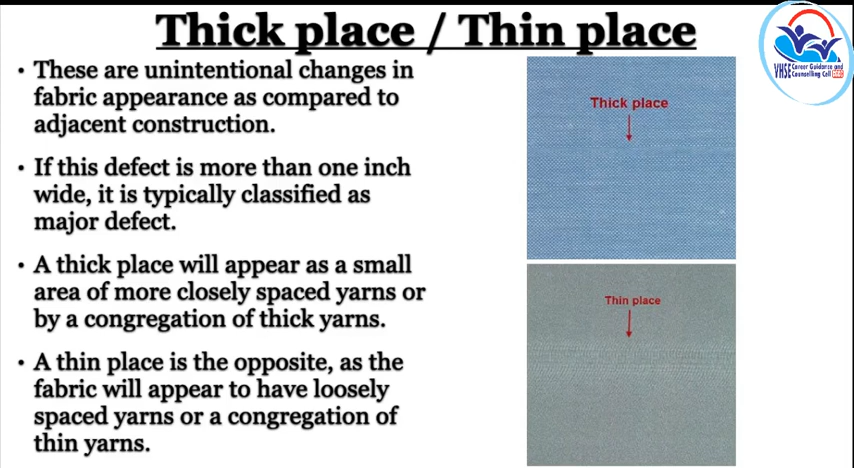 Thick place / Thin place
• These are unintentional changes in
fabric appearance as compared to
adjacent construction.
• If this defect is more than one inch
wide, it is typically classified as
major defect.
• A thick place will appear as a small
area of more closely spaced yarns or
by a congregation of thick yarns.
• A thin place is the opposite, as the
fabric will appear to have loosely
spaced yarns or a congregation of
thin yarns.
Thick place
Thin place
VHSE Career Guidance and
Counselling Cell